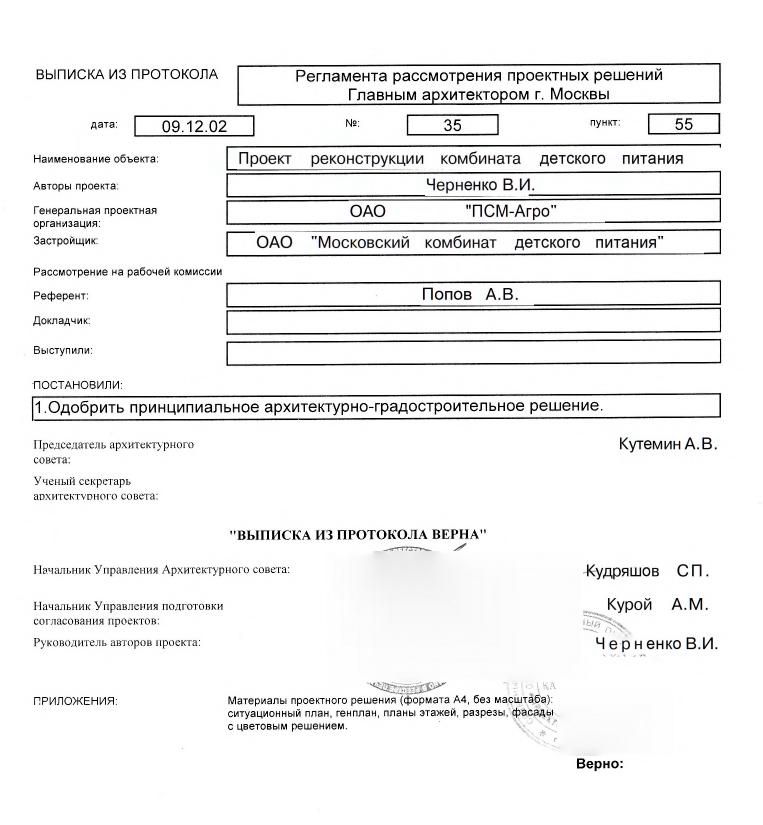 ВЫПИСКА ИЗ ПРОТОКОЛА
Регламента рассмотрения проектных решений
Главным архитектором г. Москвы
дата: 09.12.02 №: 35 пункт: 55
Наименование объекта: Проект реконструкции комбината детского питания
Авторы проекта: Черненко В.И.
Генеральная проектная
организация: ОАО "ПСМ-Агро"
Застройщик: ОАО "Московский комбинат детского питания"
Рассмотрение на рабочей комиссии
Референт: Попов А.В.
Докладчик:
Выступили:
ПОСТАНОВИЛИ:
1.Одобрить принципиальное архитектурно-градостроительное решение.
Председатель архитектурного
совета: Кутемин А.В.
Ученый секретарь
архитектурного совета:
"ВЫПИСКА ИЗ ПРОТОКОЛА ВЕРНА"
Начальник Управления Архитектурного совета: Кудряшов СП.
Начальник Управления подготовки
согласования проектов: Курой А.М.
Руководитель авторов проекта: Черненко В.И.
ПРИЛОЖЕНИЯ: Материалы проектного решения (формата А4, без масштаба):
ситуационный план, генплан, планы этажей, разрезы, фасады
с цветовым решением.
Верно: